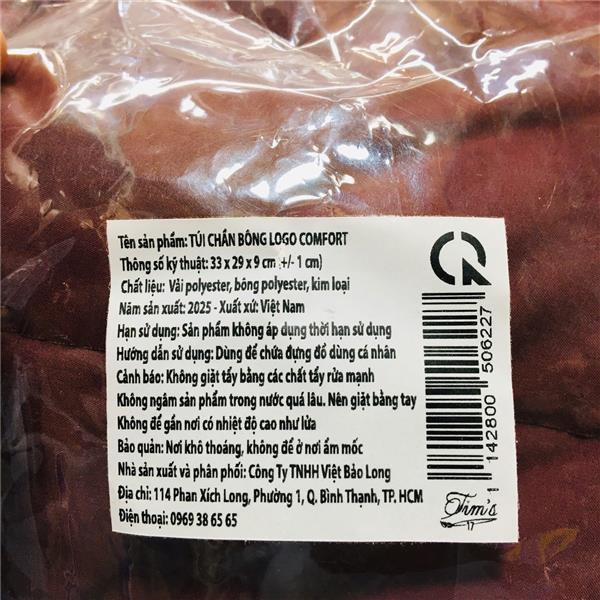 Tên sản phẩm: TÚI CHẦN BÔNG LOGO COMFORT
Thông số kỹ thuật: 33 x 29 x 9 cm (+/- 1 cm)
Chất liệu: Vải polyester, bông polyester, kim loại
Năm sản xuất: 2025 - Xuất xứ: Việt Nam
Hạn sử dụng: Sản phẩm không áp dụng thời hạn sử dụng
Hướng dẫn sử dụng: Dùng để chứa đựng đồ dùng cá nhân
Cảnh báo: Không giặt tẩy bằng các chất tẩy rửa mạnh
Không ngâm sản phẩm trong nước quá lâu. Nên giặt bằng tay
Không để gần nơi có nhiệt độ cao như lửa
Bảo quản: Nơi khô thoáng, không để ở nơi ẩm mốc
Nhà sản xuất và phân phối: Công Ty TNHH Việt Bảo Long
Địa chỉ: 114 Phan Xích Long, Phường 1, Q. Bình Thạnh, TP. HCM
Điện thoại: 0969 38 65 65
1 142800 506227
Tim's
17